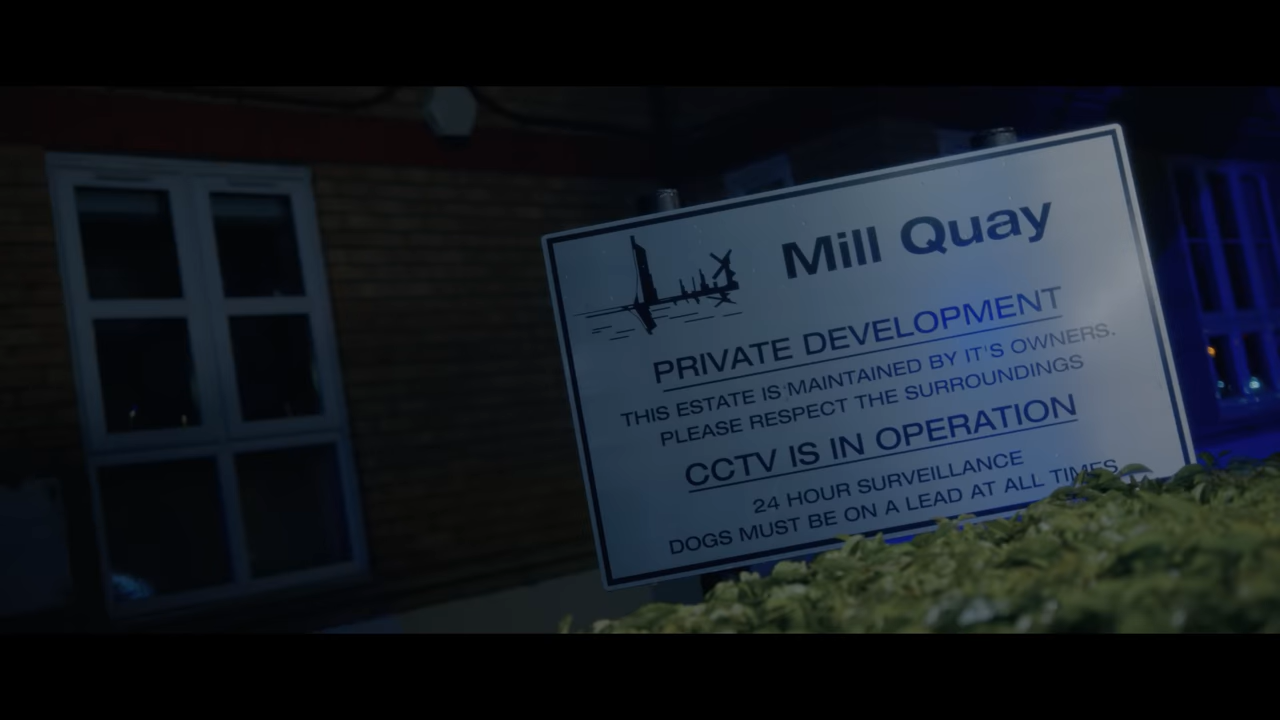 Mill Quay
PRIVATE DEVELOPMENT
THIS ESTATE IS MAINTAINED BY IT'S OWNERS.
PLEASE RESPECT THE SURROUNDINGS
CCTV IS IN OPERATION
24 HOUR SURVEILLANCE
DOGS MUST BE ON A LEAD AT ALL TIMES